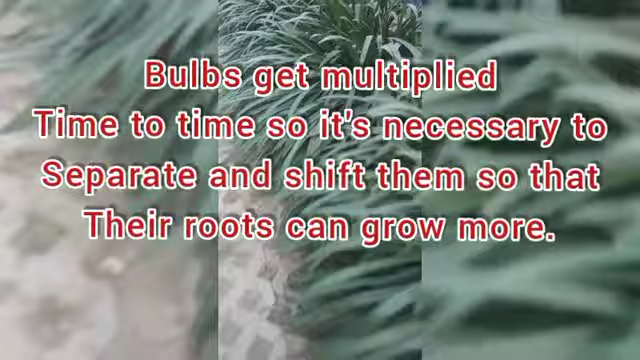 Bulbs get multiplied
Time to time so it's necessary to
Separate and shift them so that
Their roots can grow more.